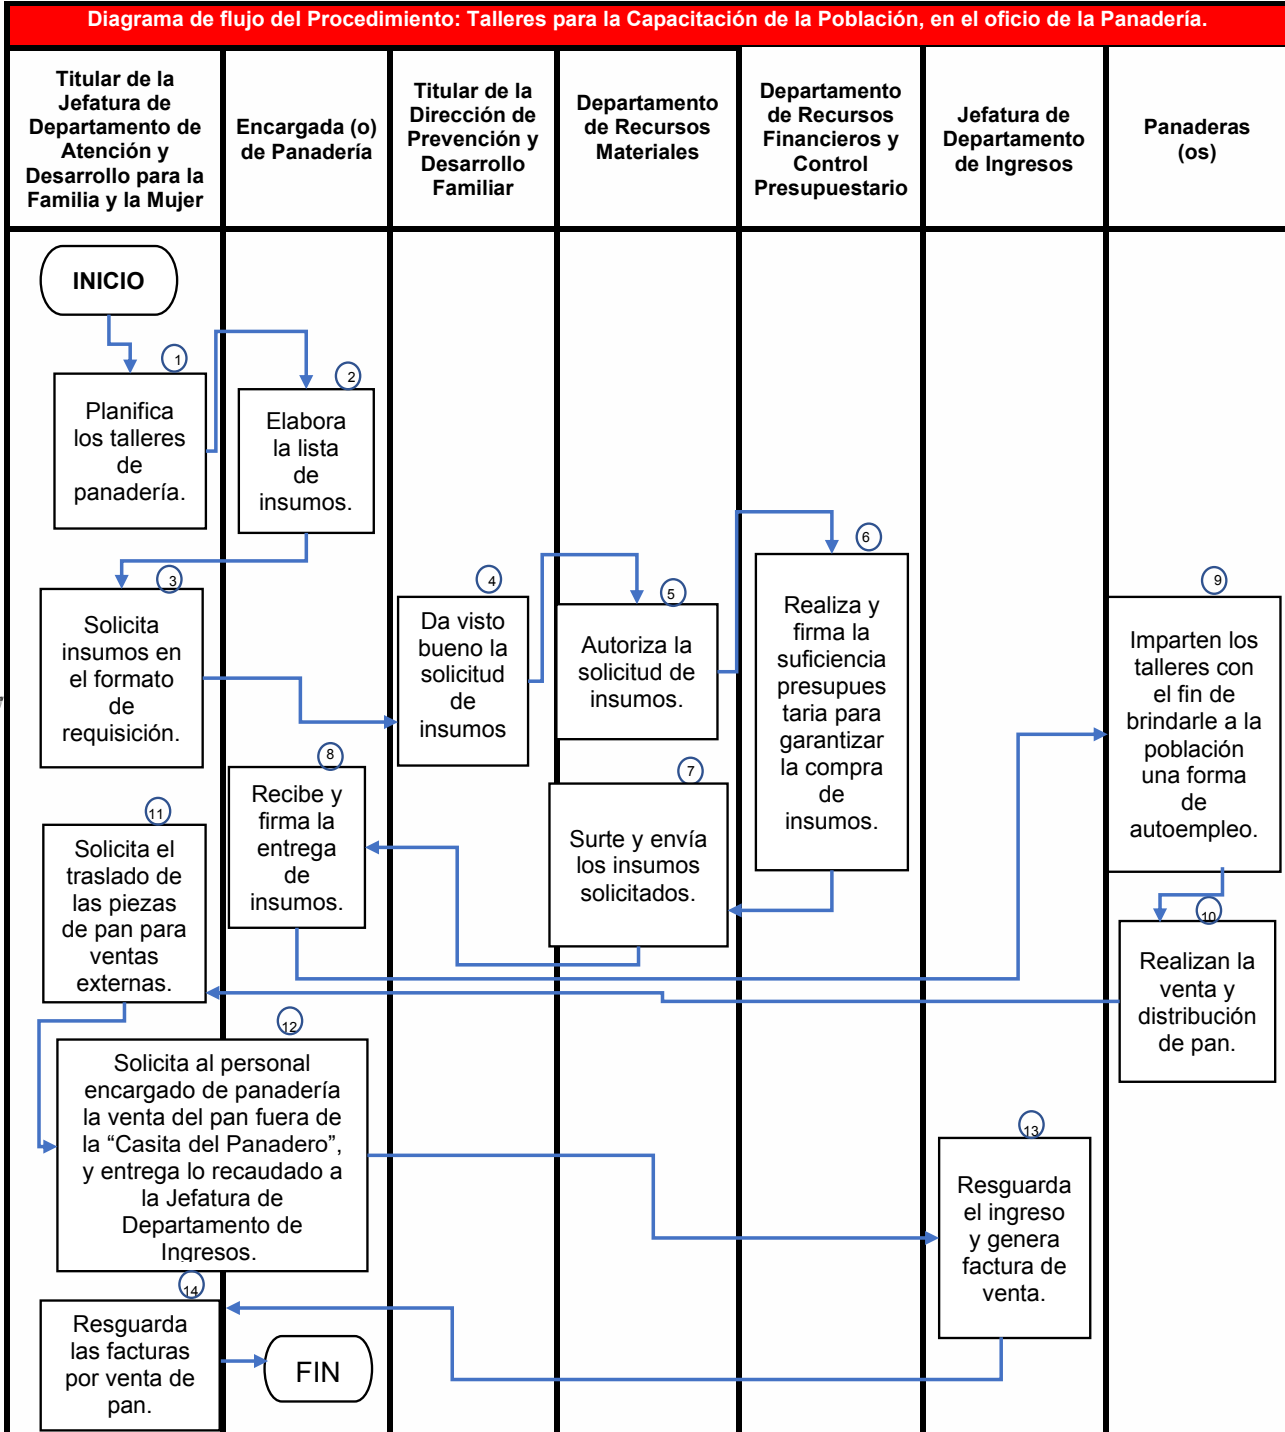 Diagrama de flujo del Procedimiento: Talleres para la Capacitación de la Población, en el oficio de la Panadería.
Titular de la
Jefatura de
Departamento de
Atención y
Desarrollo para la
Familia y la Mujer
Encargada (o)
de Panadería
Titular de la
Dirección de
Prevención y
Desarrollo
Familiar
Departamento
de Recursos
Materiales
Departamento
de Recursos
Financieros y
Control
Presupuestario
Jefatura de
Departamento
de Ingresos
Panaderas
(os)
INICIO
1
Planifica
los talleres
de
panadería.
2
Elabora
la lista
de
insumos.
3
Solicita
insumos en
el formato
de
requisición.
4
Da visto
bueno la
solicitud
de
insumos
5
Autoriza la
solicitud de
insumos.
6
Realiza y
firma la
suficiencia
presupues
taria para
garantizar
la compra
de
insumos.
7
Surte y envía
los insumos
solicitados.
8
Recibe y
firma la
entrega
de
insumos.
9
Imparten los
talleres con
el fin de
brindarle a la
población
una forma
de
autoempleo.
10
Realizan la
venta y
distribución
de pan.
11
Solicita el
traslado de
las piezas
de pan para
ventas
externas.
12
Solicita al personal
encargado de panadería
la venta del pan fuera de
la “Casita del Panadero”,
y entrega lo recaudado a
la Jefatura de
Departamento de
Ingresos.
13
Resguarda
el ingreso
y genera
factura de
venta.
14
Resguarda
las facturas
por venta de
pan.
FIN